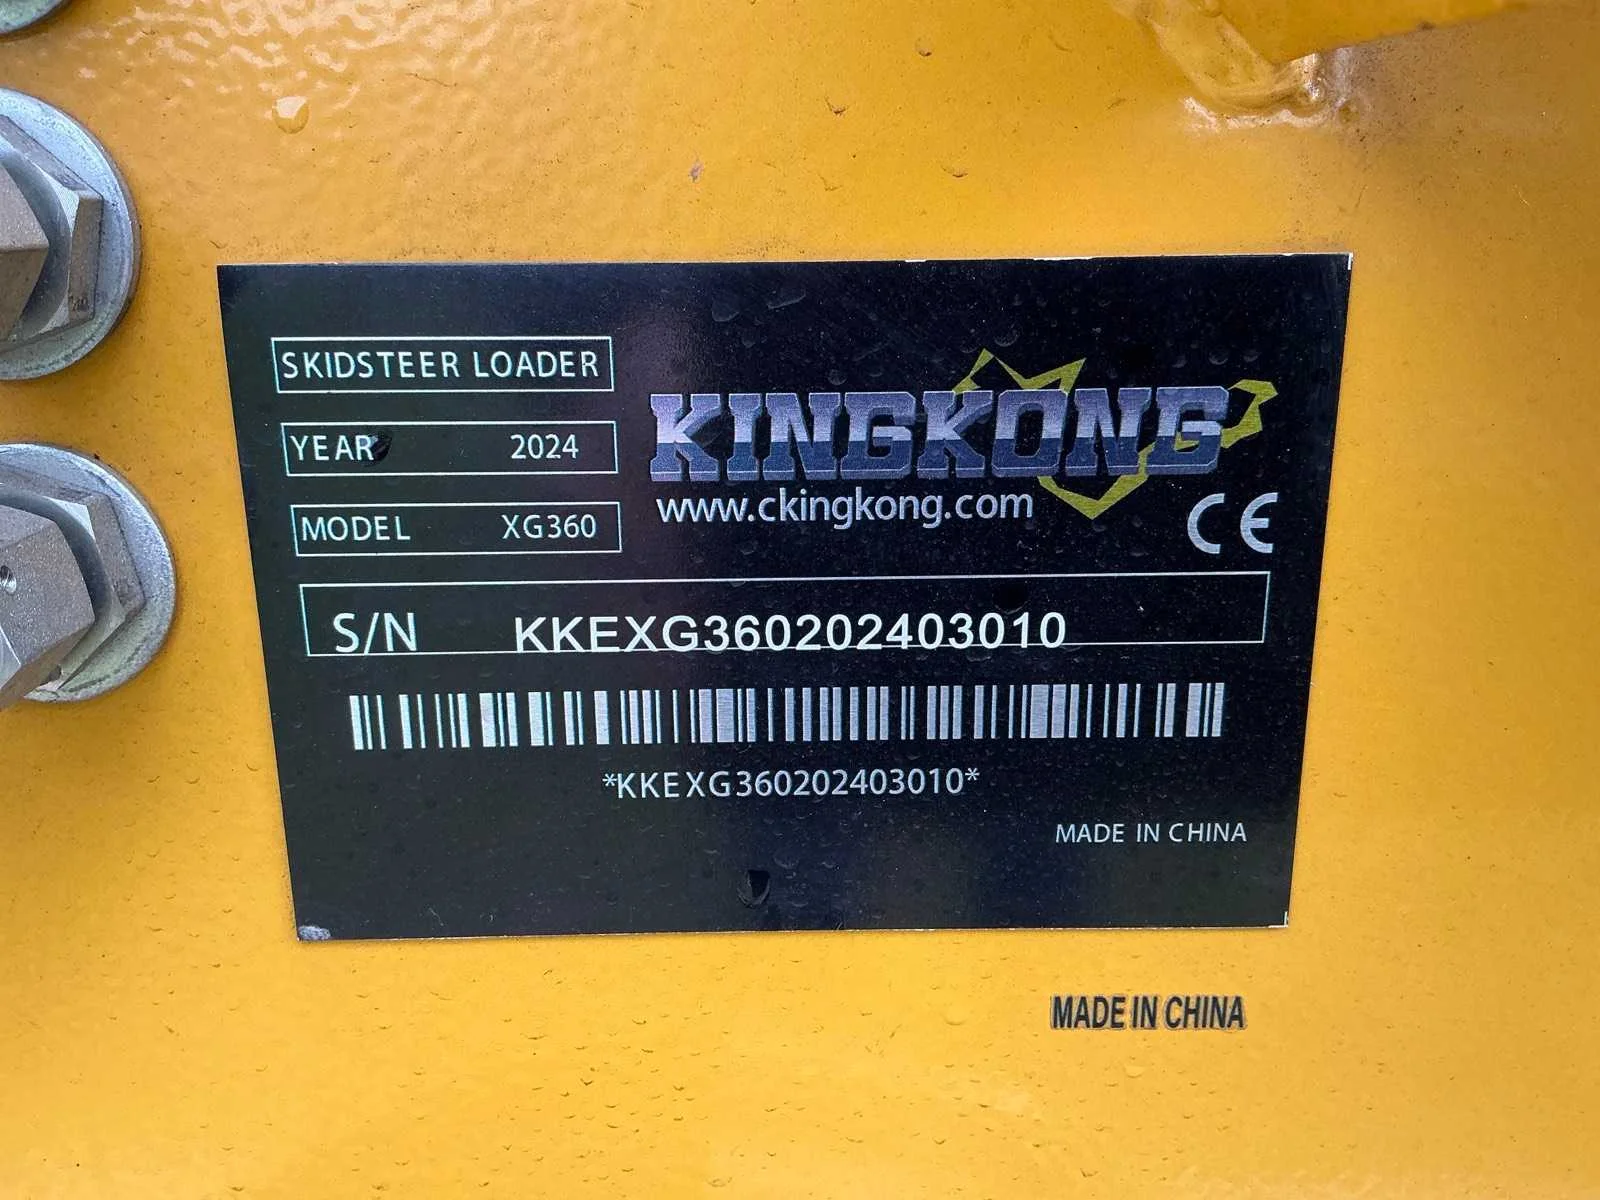 SKIDSTEER LOADER
YEAR 2024
MODEL XG360
KINGKONG
www.ckingkong.com
CE
S/N KKEXG360202403010
*KKEXG360202403010*
MADE IN CHINA
MADE IN CHINA